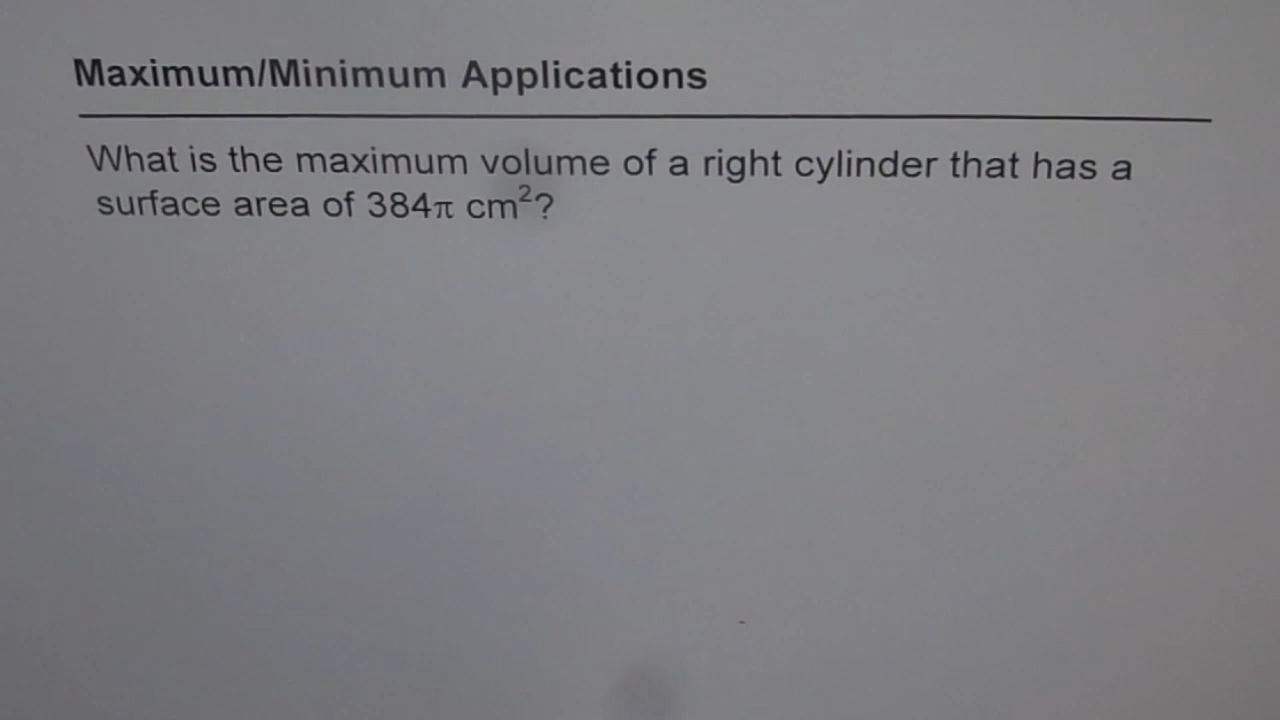 Maximum/Minimum Applications
What is the maximum volume of a right cylinder that has a
surface area of 384π cm²?